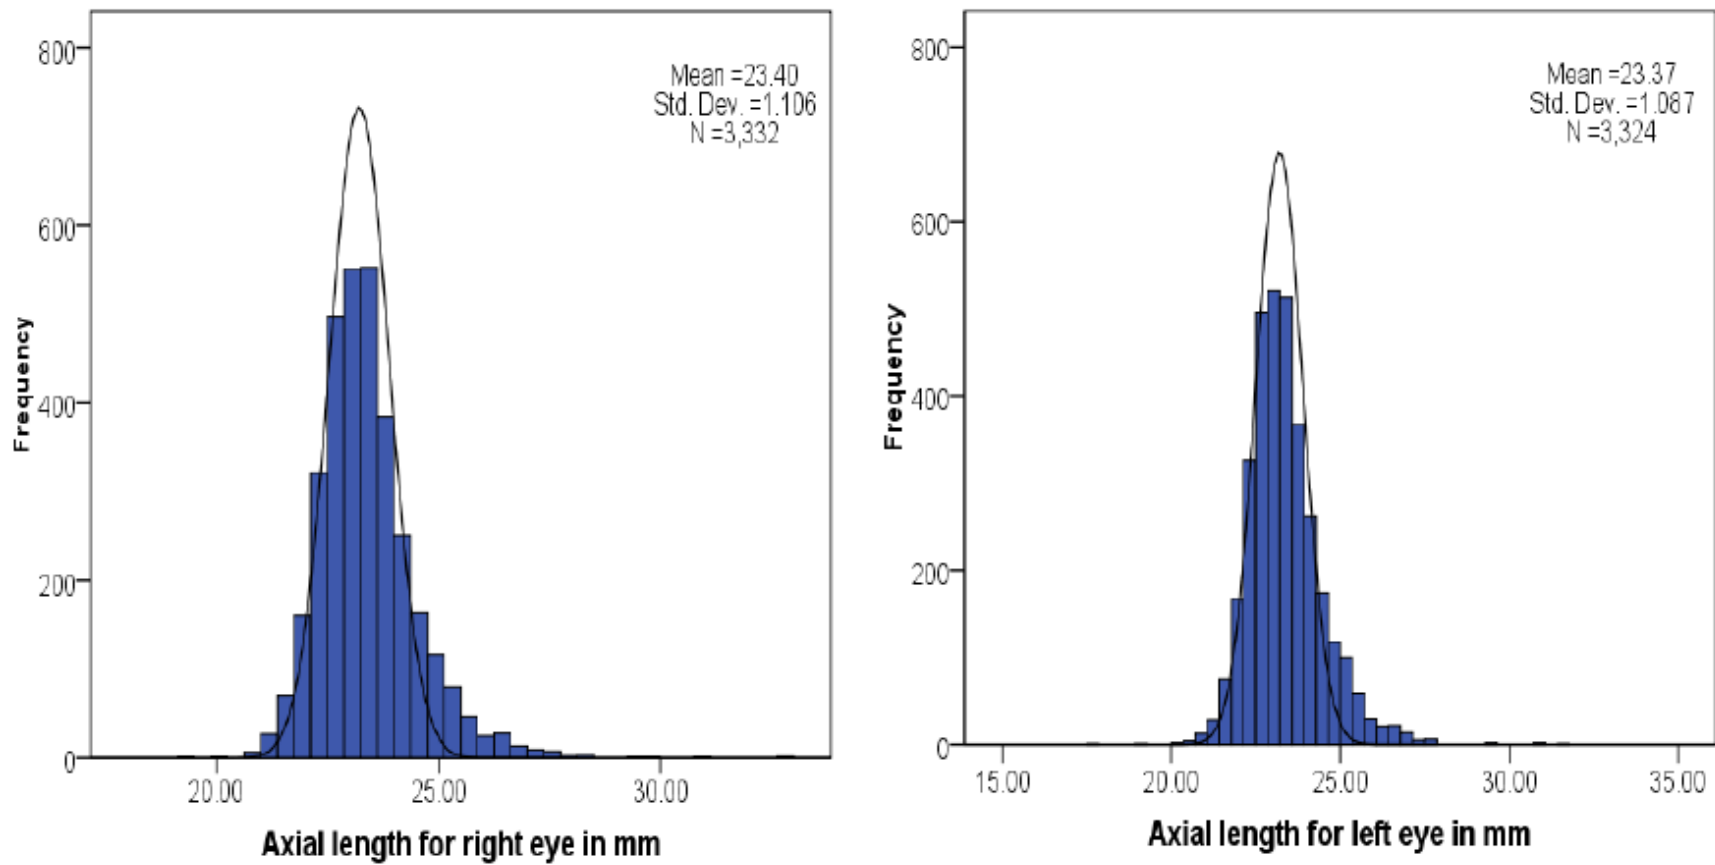 800
600
400
200
0
Frequency
Mean =23.40
Std. Dev. =1.106
N =3,332
20.00 25.00 30.00
Axial length for right eye in mm
800
600
400
200
0
Frequency
Mean =23.37
Std. Dev. =1.087
N =3,324
15.00 20.00 25.00 30.00 35.00
Axial length for left eye in mm